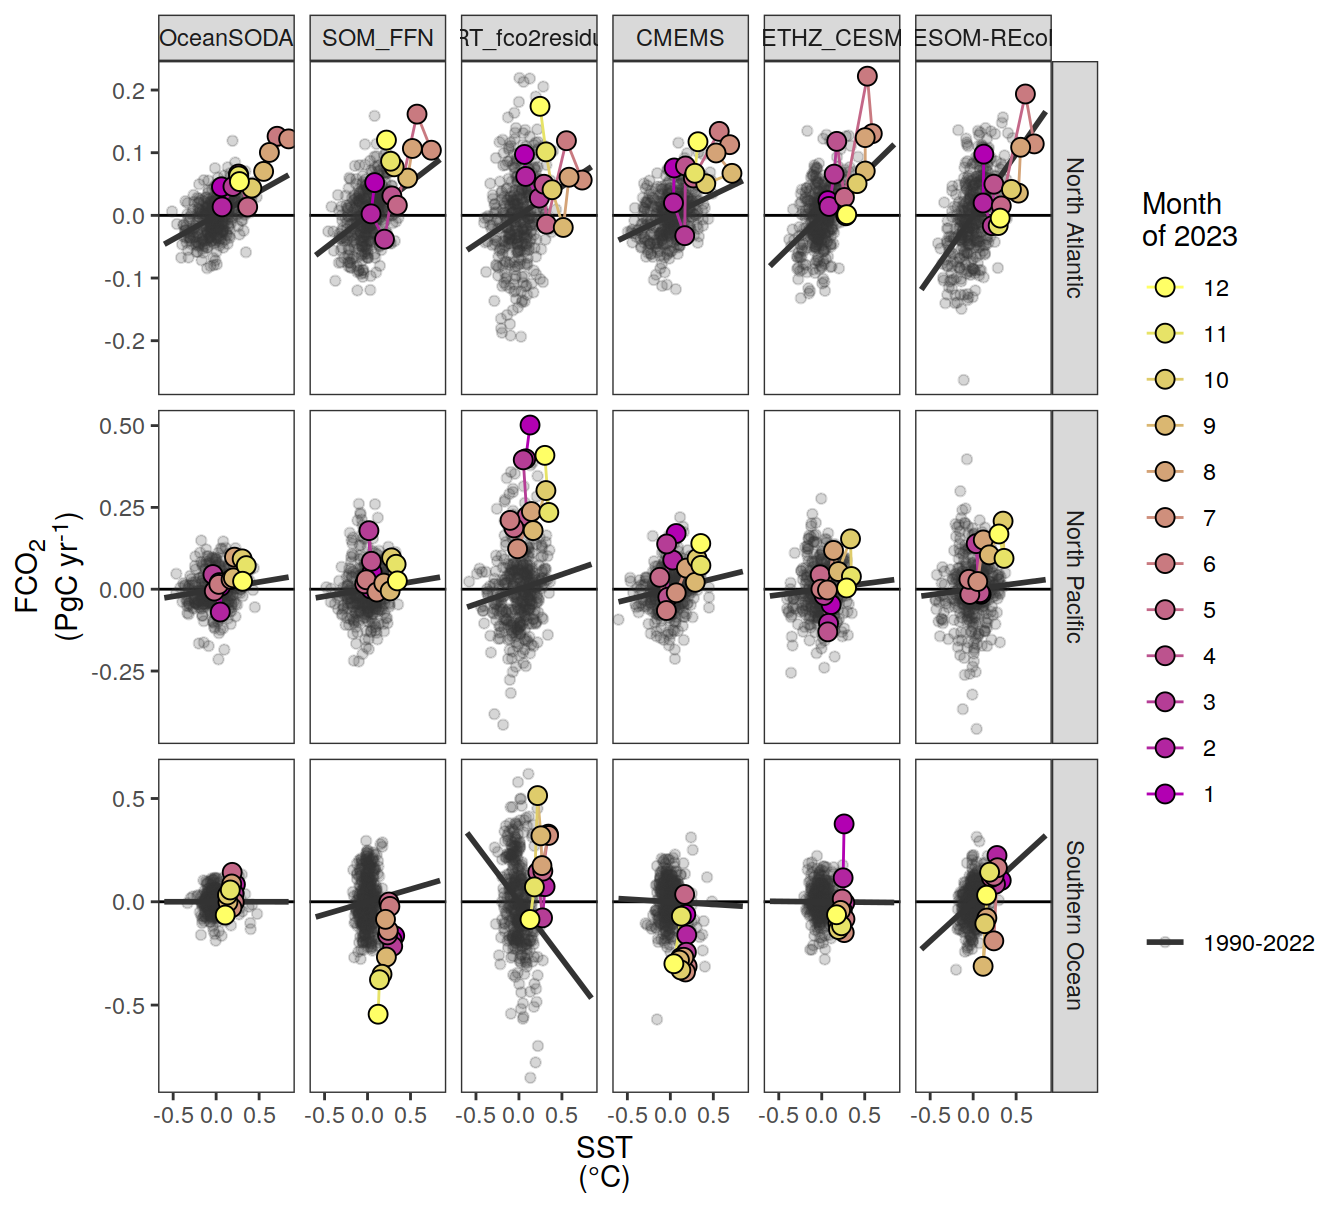 OceanSODA SOM_FFN RT_fco2residu CMEMS ETHZ_CESM ESOM-REcol
0.2
0.1
0.0
-0.1
-0.2
North Atlantic
0.50
0.25
0.00
-0.25
North Pacific
0.5
0.0
-0.5
Southern Ocean
-0.5 0.0 0.5 -0.5 0.0 0.5 -0.5 0.0 0.5 -0.5 0.0 0.5 -0.5 0.0 0.5 -0.5 0.0 0.5
SST
(°C)
FCO₂
(PgC yr⁻¹)
Month
of 2023
12
11
10
9
8
7
6
5
4
3
2
1
1990-2022